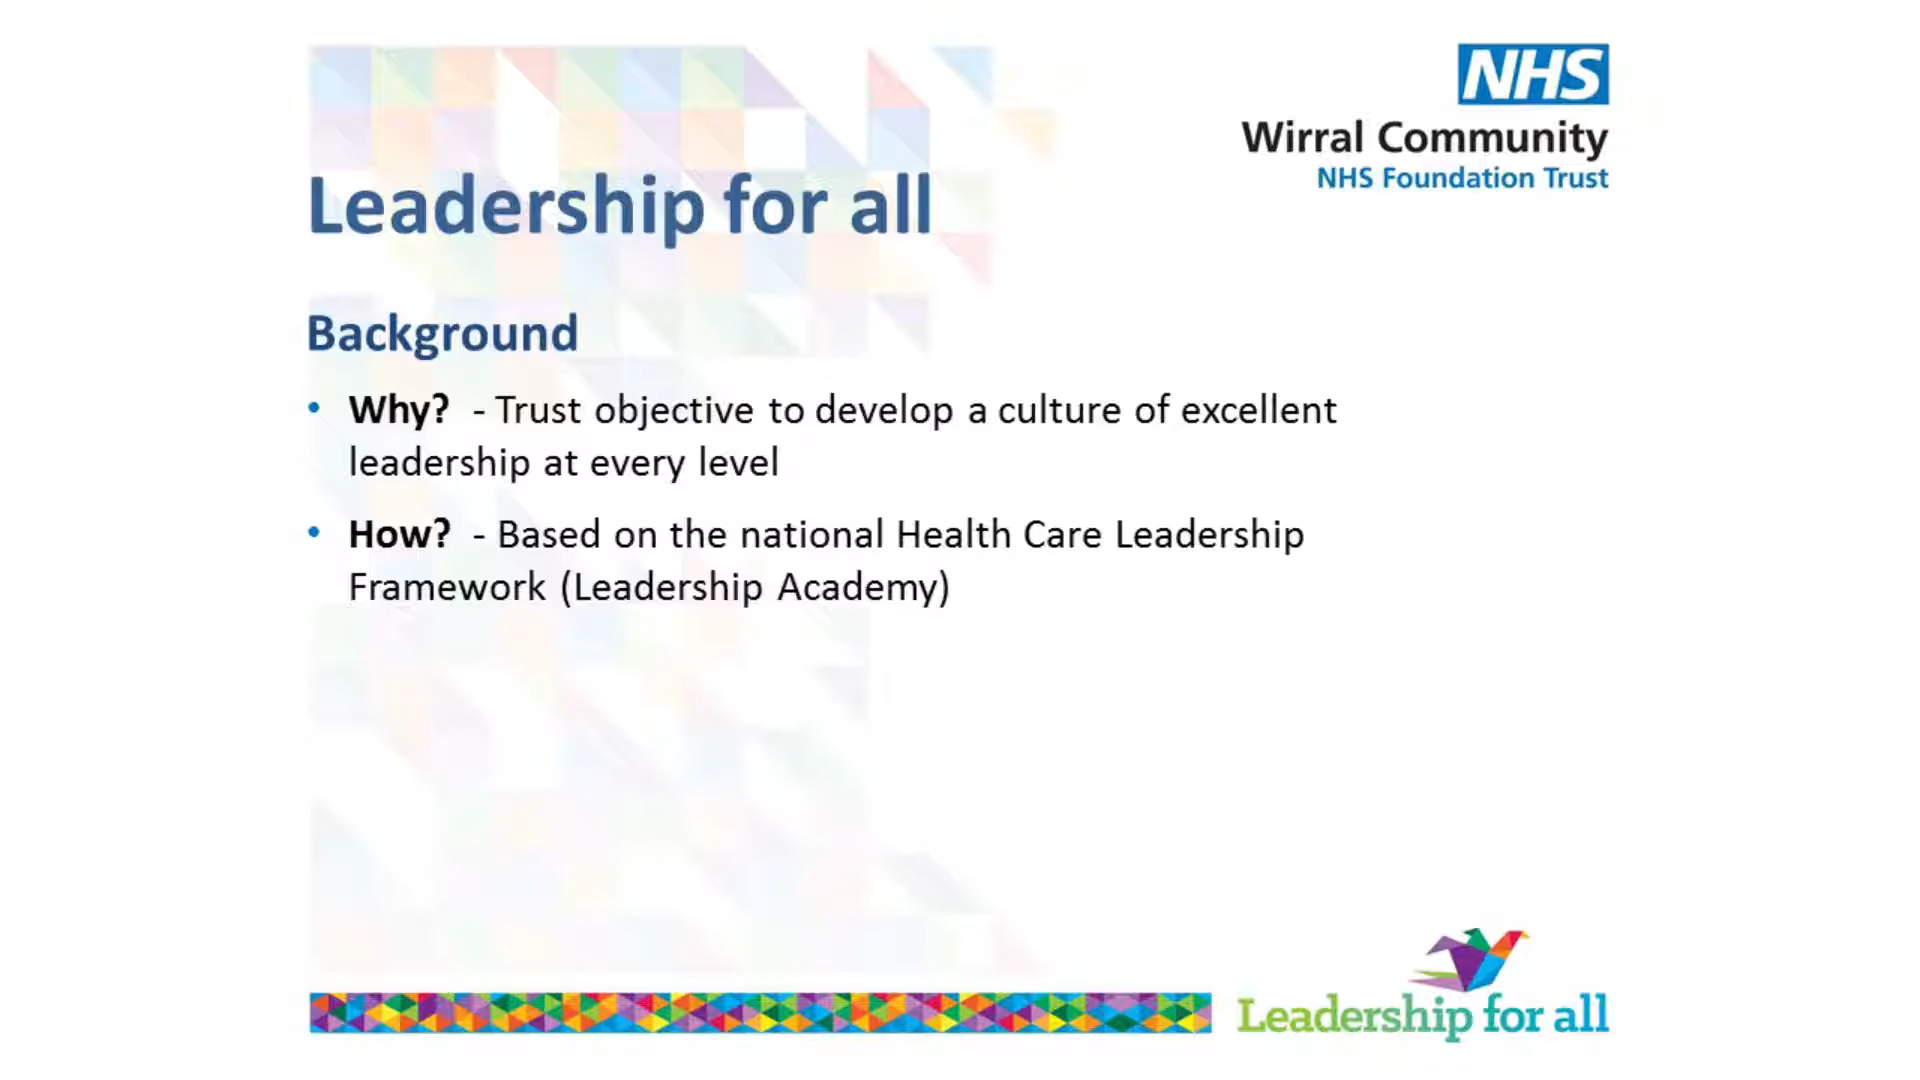 NHS
Wirral Community
NHS Foundation Trust
Leadership for all
Background
• Why? - Trust objective to develop a culture of excellent
leadership at every level
• How? - Based on the national Health Care Leadership
Framework (Leadership Academy)
Leadership for all